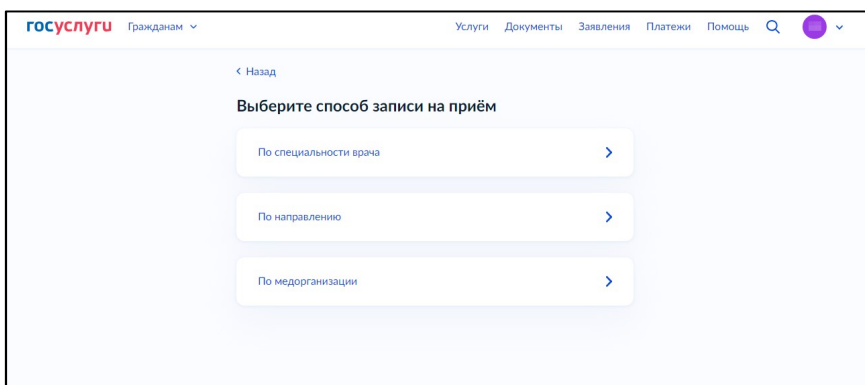 госуслуги Гражданам Услуги Документы Заявления Платежи Помощь
Назад
Выберите способ записи на приём
По специальности врача
По направлению
По медорганизации